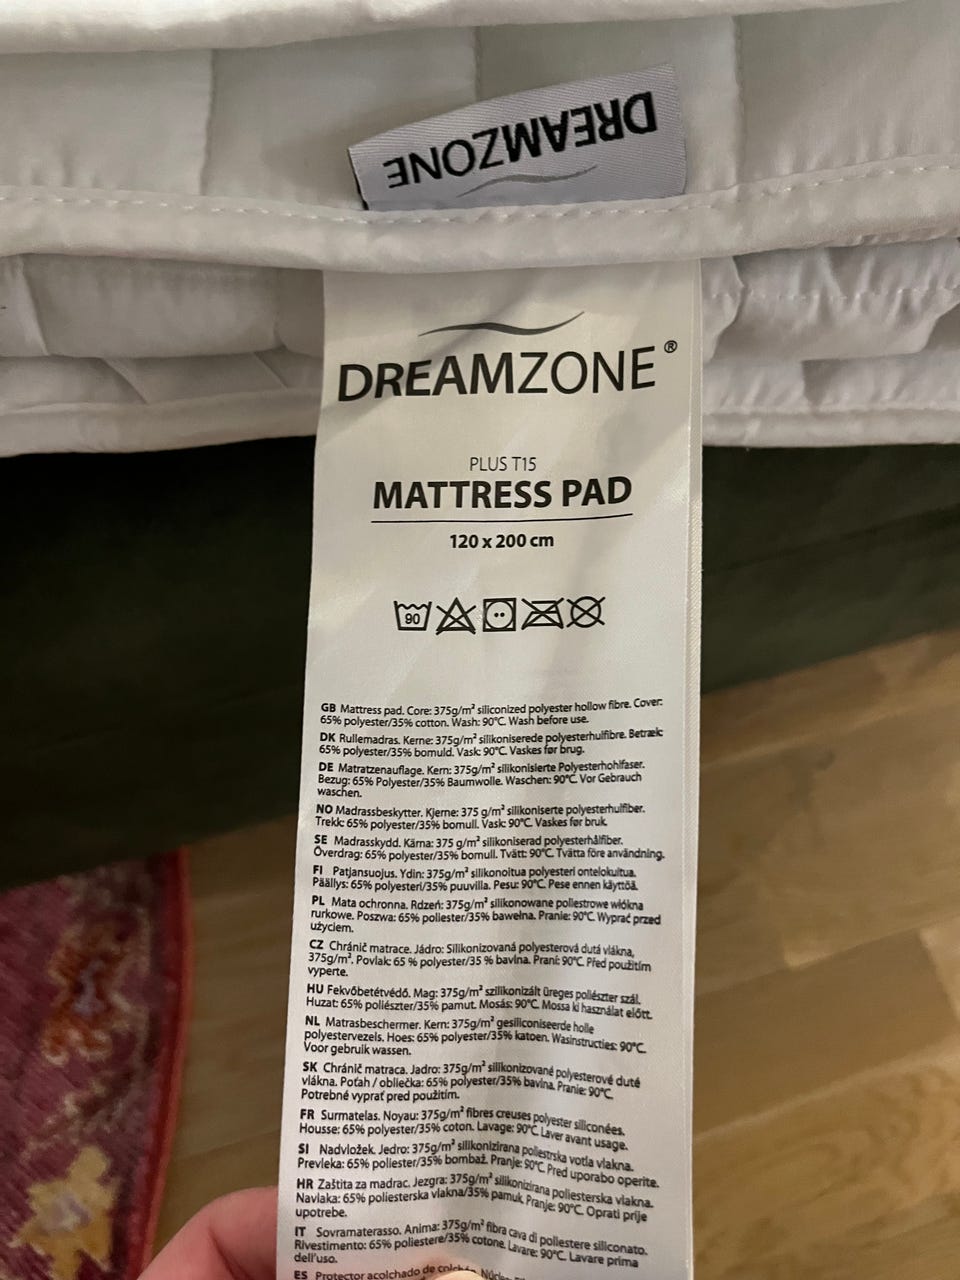 DREAMZONE
DREAMZONE®
PLUS T15
MATTRESS PAD
120 x 200 cm
90
GB Mattress pad. Core: 375g/m² siliconized polyester hollow fibre. Cover:
65% polyester/35% cotton. Wash: 90°C. Wash before use.
DK Rullemadras. Kerne: 375g/m² silikoniserede polyesterhulfibre. Betræk:
65% polyester/35% bomuld. Vask: 90°C. Vaskes før brug.
DE Matratzenauflage. Kern: 375g/m² silikonisierte Polyesterhohlfaser.
Bezug: 65% Polyester/35% Baumwolle. Waschen: 90°C. Vor Gebrauch
waschen.
NO Madrassbeskytter. Kjerne: 375 g/m² silikoniserte polyesterhulfiber.
Trekk: 65% polyester/35% bomull. Vask: 90°C. Vaskes før bruk.
SE Madrasskydd. Kärna: 375 g/m² silikoniserad polyesterhålfiber.
Överdrag: 65% polyester/35% bomull. Tvätt: 90°C. Tvätta före användning.
FI Patjansuojus. Ydin: 375g/m² silikonoitua polyesteri ontelokuitua.
Päällys: 65% polyesteri/35% puuvilla. Pesu: 90°C. Pese ennen käyttöä.
PL Mata ochronna. Rdzeń: 375g/m² silikonowane poliestrowe włókna
rurkowe. Poszwa: 65% poliester/35% bawełna. Pranie: 90°C. Wyprać przed
użyciem.
CZ Chránič matrace. Jádro: Silikonizovaná polyesterová dutá vlákna,
375g/m². Povlak: 65 % polyester/35 % bavlna. Praní: 90°C. Před použitím
vyperte.
HU Fekvőbetétvédő. Mag: 375g/m² szilikonizált üreges poliészter szál.
Huzat: 65% poliészter/35% pamut. Mosás: 90°C. Mossa ki használat előtt.
NL Matrasbeschermer. Kern: 375g/m² gesiliconiseerde holle
polyestervezels. Hoes: 65% polyester/35% katoen. Wasinstructies: 90°C.
Voor gebruik wassen.
SK Chránič matraca. Jadro: 375g/m² silikonizované polyesterové duté
vlákna. Poťah / obliečka: 65% polyester/35% bavlna. Pranie: 90°C.
Potrebné vyprať pred použitím.
FR Surmatelas. Noyau: 375g/m² fibres creuses polyester siliconées.
Housse: 65% polyester/35% coton. Lavage: 90°C. Laver avant usage.
SI Nadvložek. Jedro: 375g/m² silikonizirana poliestrska votla vlakna.
Prevleka: 65% poliester/35% bombaž. Pranje: 90°C. Pred uporabo operite.
HR Zaštita za madrac. Jezgra: 375g/m² silikonizirana poliesterska vlakna.
Navlaka: 65% poliesterska vlakna/35% pamuk. Pranje: 90°C. Oprati prije
upotrebe.
IT Sovramaterasso. Anima: 375g/m² fibra cava di poliestere siliconato.
Rivestimento: 65% poliestere/35% cotone. Lavare: 90°C. Lavare prima
dell'uso.
ES Protector acolchado de